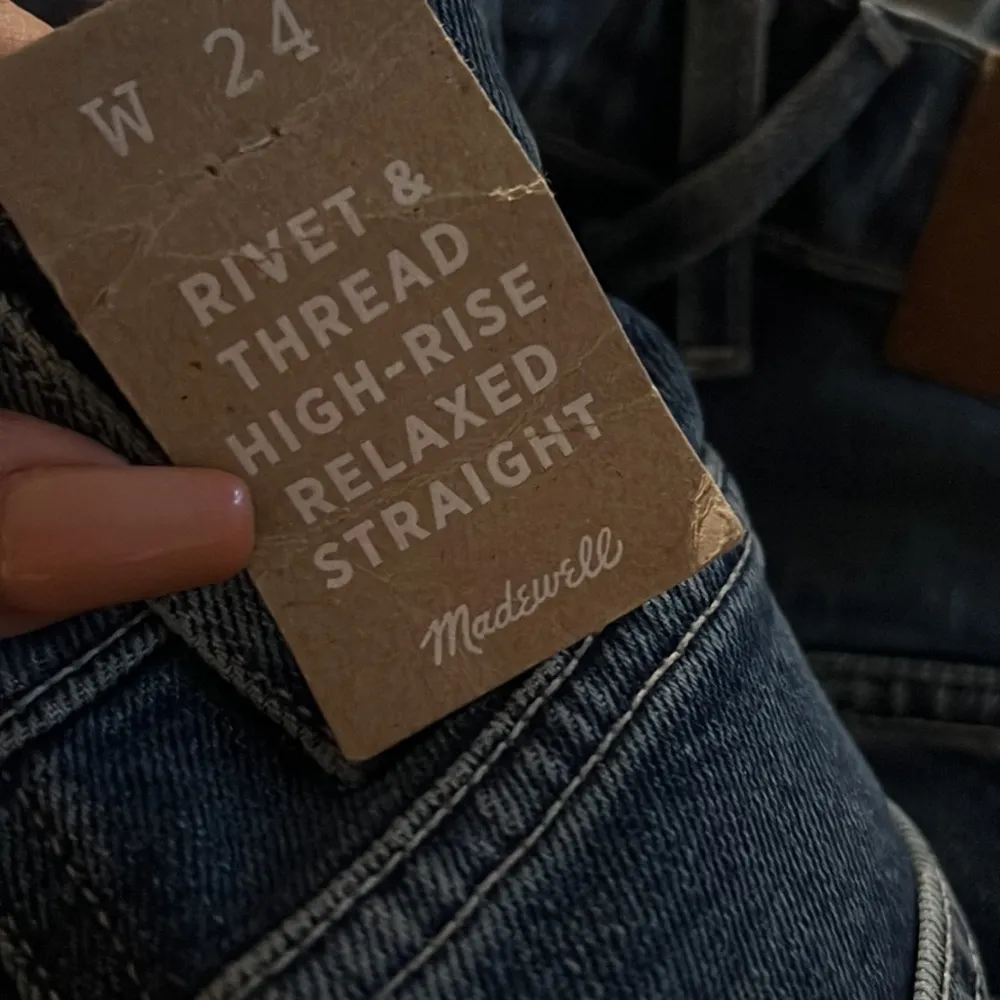 W 24
RIVET &
THREAD
HIGH-RISE
RELAXED
STRAIGHT
Madewell